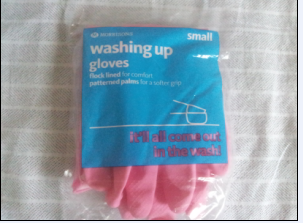 small
washing up
gloves
flock lined for comfort
patterned palms for a softer grip
it'll all come out
in the wash